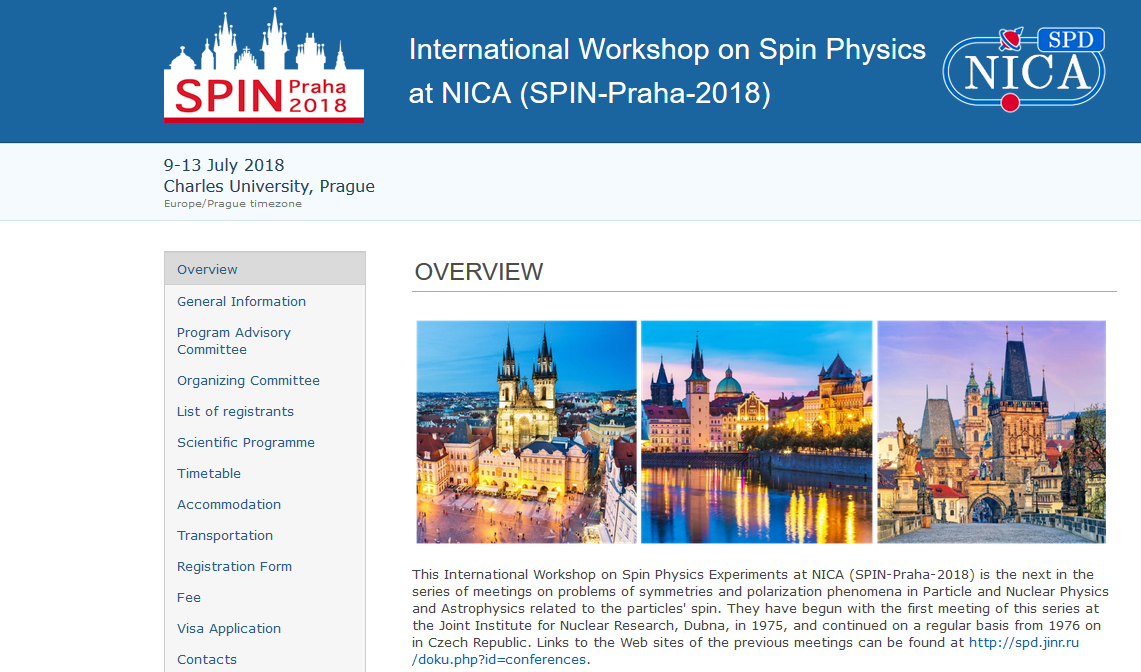 SPIN Praha
2018
International Workshop on Spin Physics
at NICA (SPIN-Praha-2018)
SPD
NICA
9-13 July 2018
Charles University, Prague
Europe/Prague timezone
Overview
General Information
Program Advisory
Committee
Organizing Committee
List of registrants
Scientific Programme
Timetable
Accommodation
Transportation
Registration Form
Fee
Visa Application
Contacts
OVERVIEW
This International Workshop on Spin Physics Experiments at NICA (SPIN-Praha-2018) is the next in the
series of meetings on problems of symmetries and polarization phenomena in Particle and Nuclear Physics
and Astrophysics related to the particles' spin. They have begun with the first meeting of this series at
the Joint Institute for Nuclear Research, Dubna, in 1975, and continued on a regular basis from 1976 on
in Czech Republic. Links to the Web sites of the previous meetings can be found at http://spd.jinr.ru
/doku.php?id=conferences.